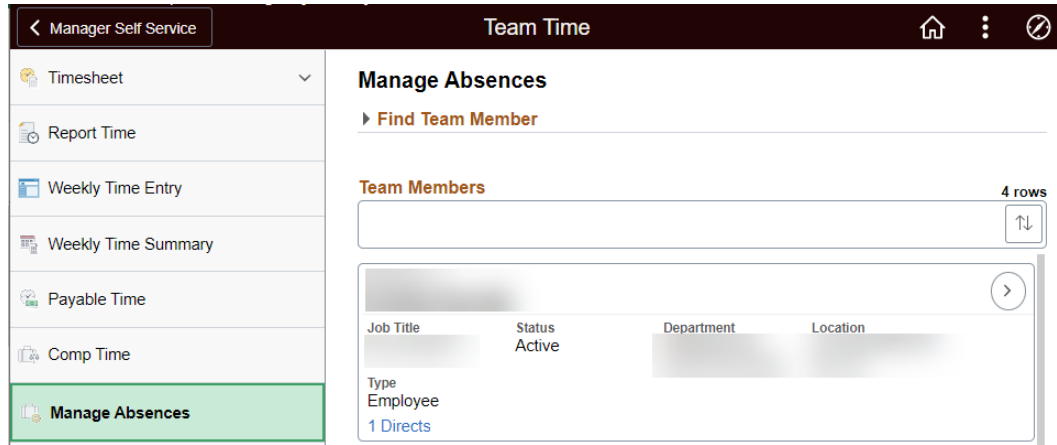 Manager Self Service
Team Time
Timesheet
Report Time
Weekly Time Entry
Weekly Time Summary
Payable Time
Comp Time
Manage Absences
Manage Absences
Find Team Member
Team Members
4 rows
Job Title Status Department Location
Active
Type
Employee
1 Directs